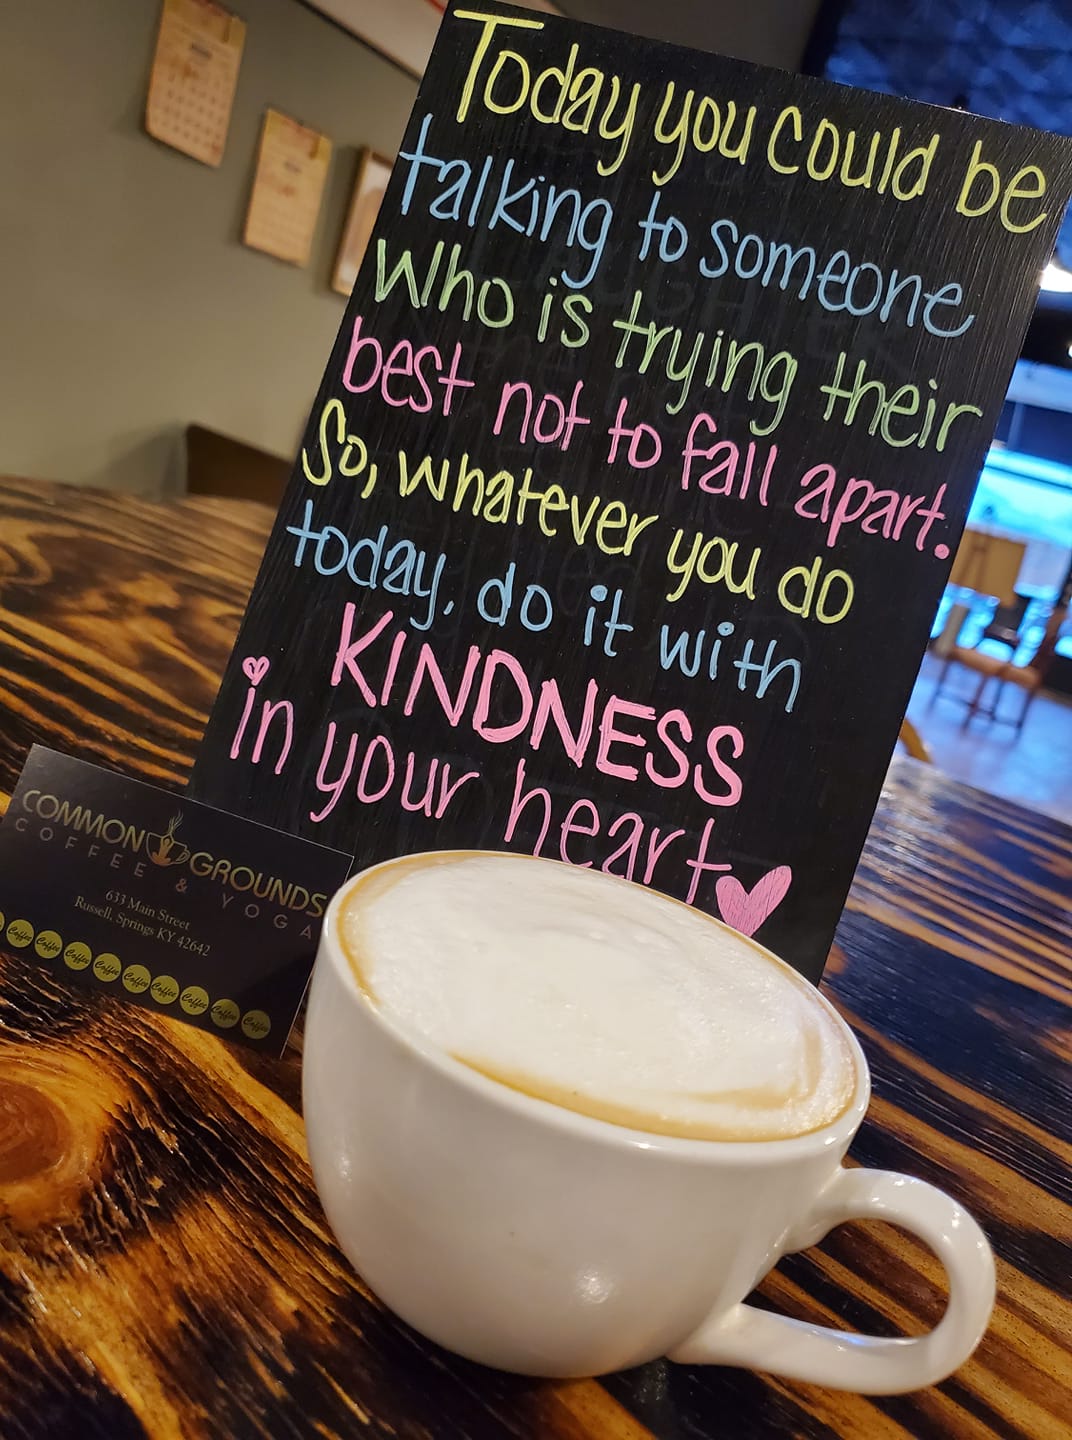 Today you could be
talking to someone
who is trying their
best not to fall apart.
So, whatever you do
today, do it with
KINDNESS
in your heart
COMMON GROUNDS
COFFEE & YOGA
633 Main Street
Russell Springs KY 42642
Coffee Coffee Coffee Coffee Coffee Coffee Coffee Coffee Coffee